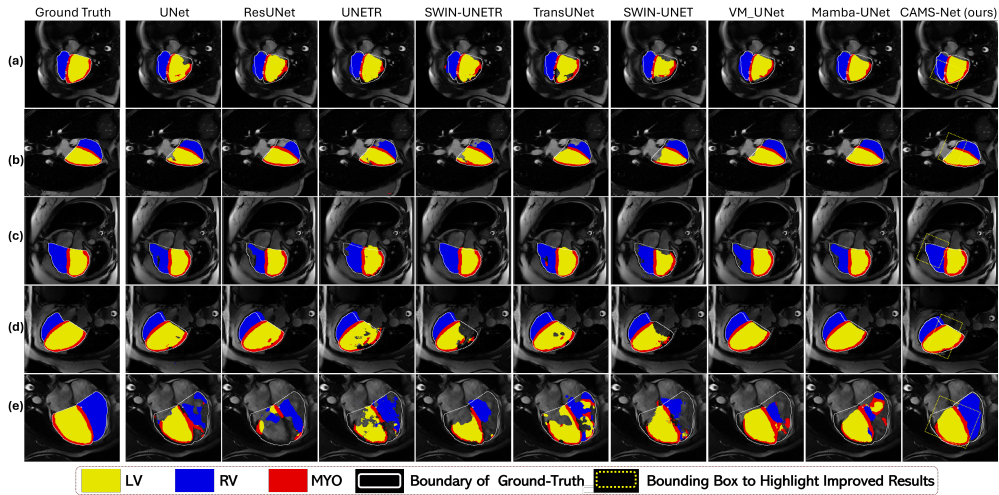 Ground Truth UNet ResUNet UNETR SWIN-UNETR TransUNet SWIN-UNET VM_UNet Mamba-UNet CAMS-Net (ours)
(a)
(b)
(c)
(d)
(e)
LV RV MYO Boundary of Ground-Truth Bounding Box to Highlight Improved Results